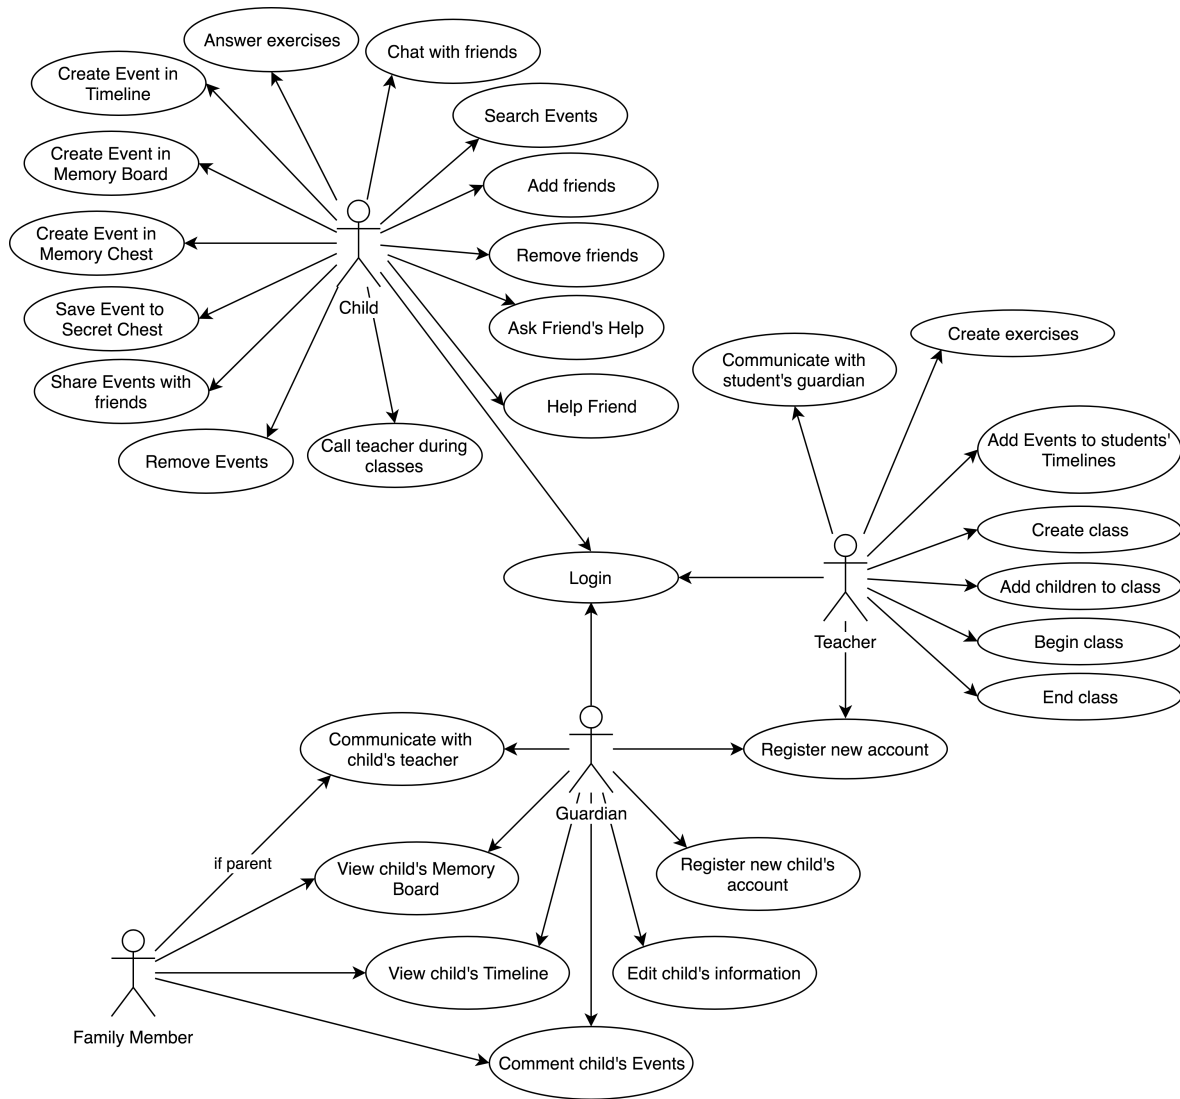 Answer exercises
Chat with friends
Create Event in
Timeline
Search Events
Create Event in
Memory Board
Add friends
Create Event in
Memory Chest
Remove friends
Save Event to
Secret Chest
Child
Ask Friend's Help
Share Events with
friends
Help Friend
Remove Events
Call teacher during
classes
Communicate with
student's guardian
Create exercises
Add Events to students'
Timelines
Create class
Login
Add children to class
Teacher
Begin class
End class
Communicate with
child's teacher
Register new account
Guardian
if parent
View child's Memory
Board
Register new child's
account
View child's Timeline
Edit child's information
Family Member
Comment child's Events